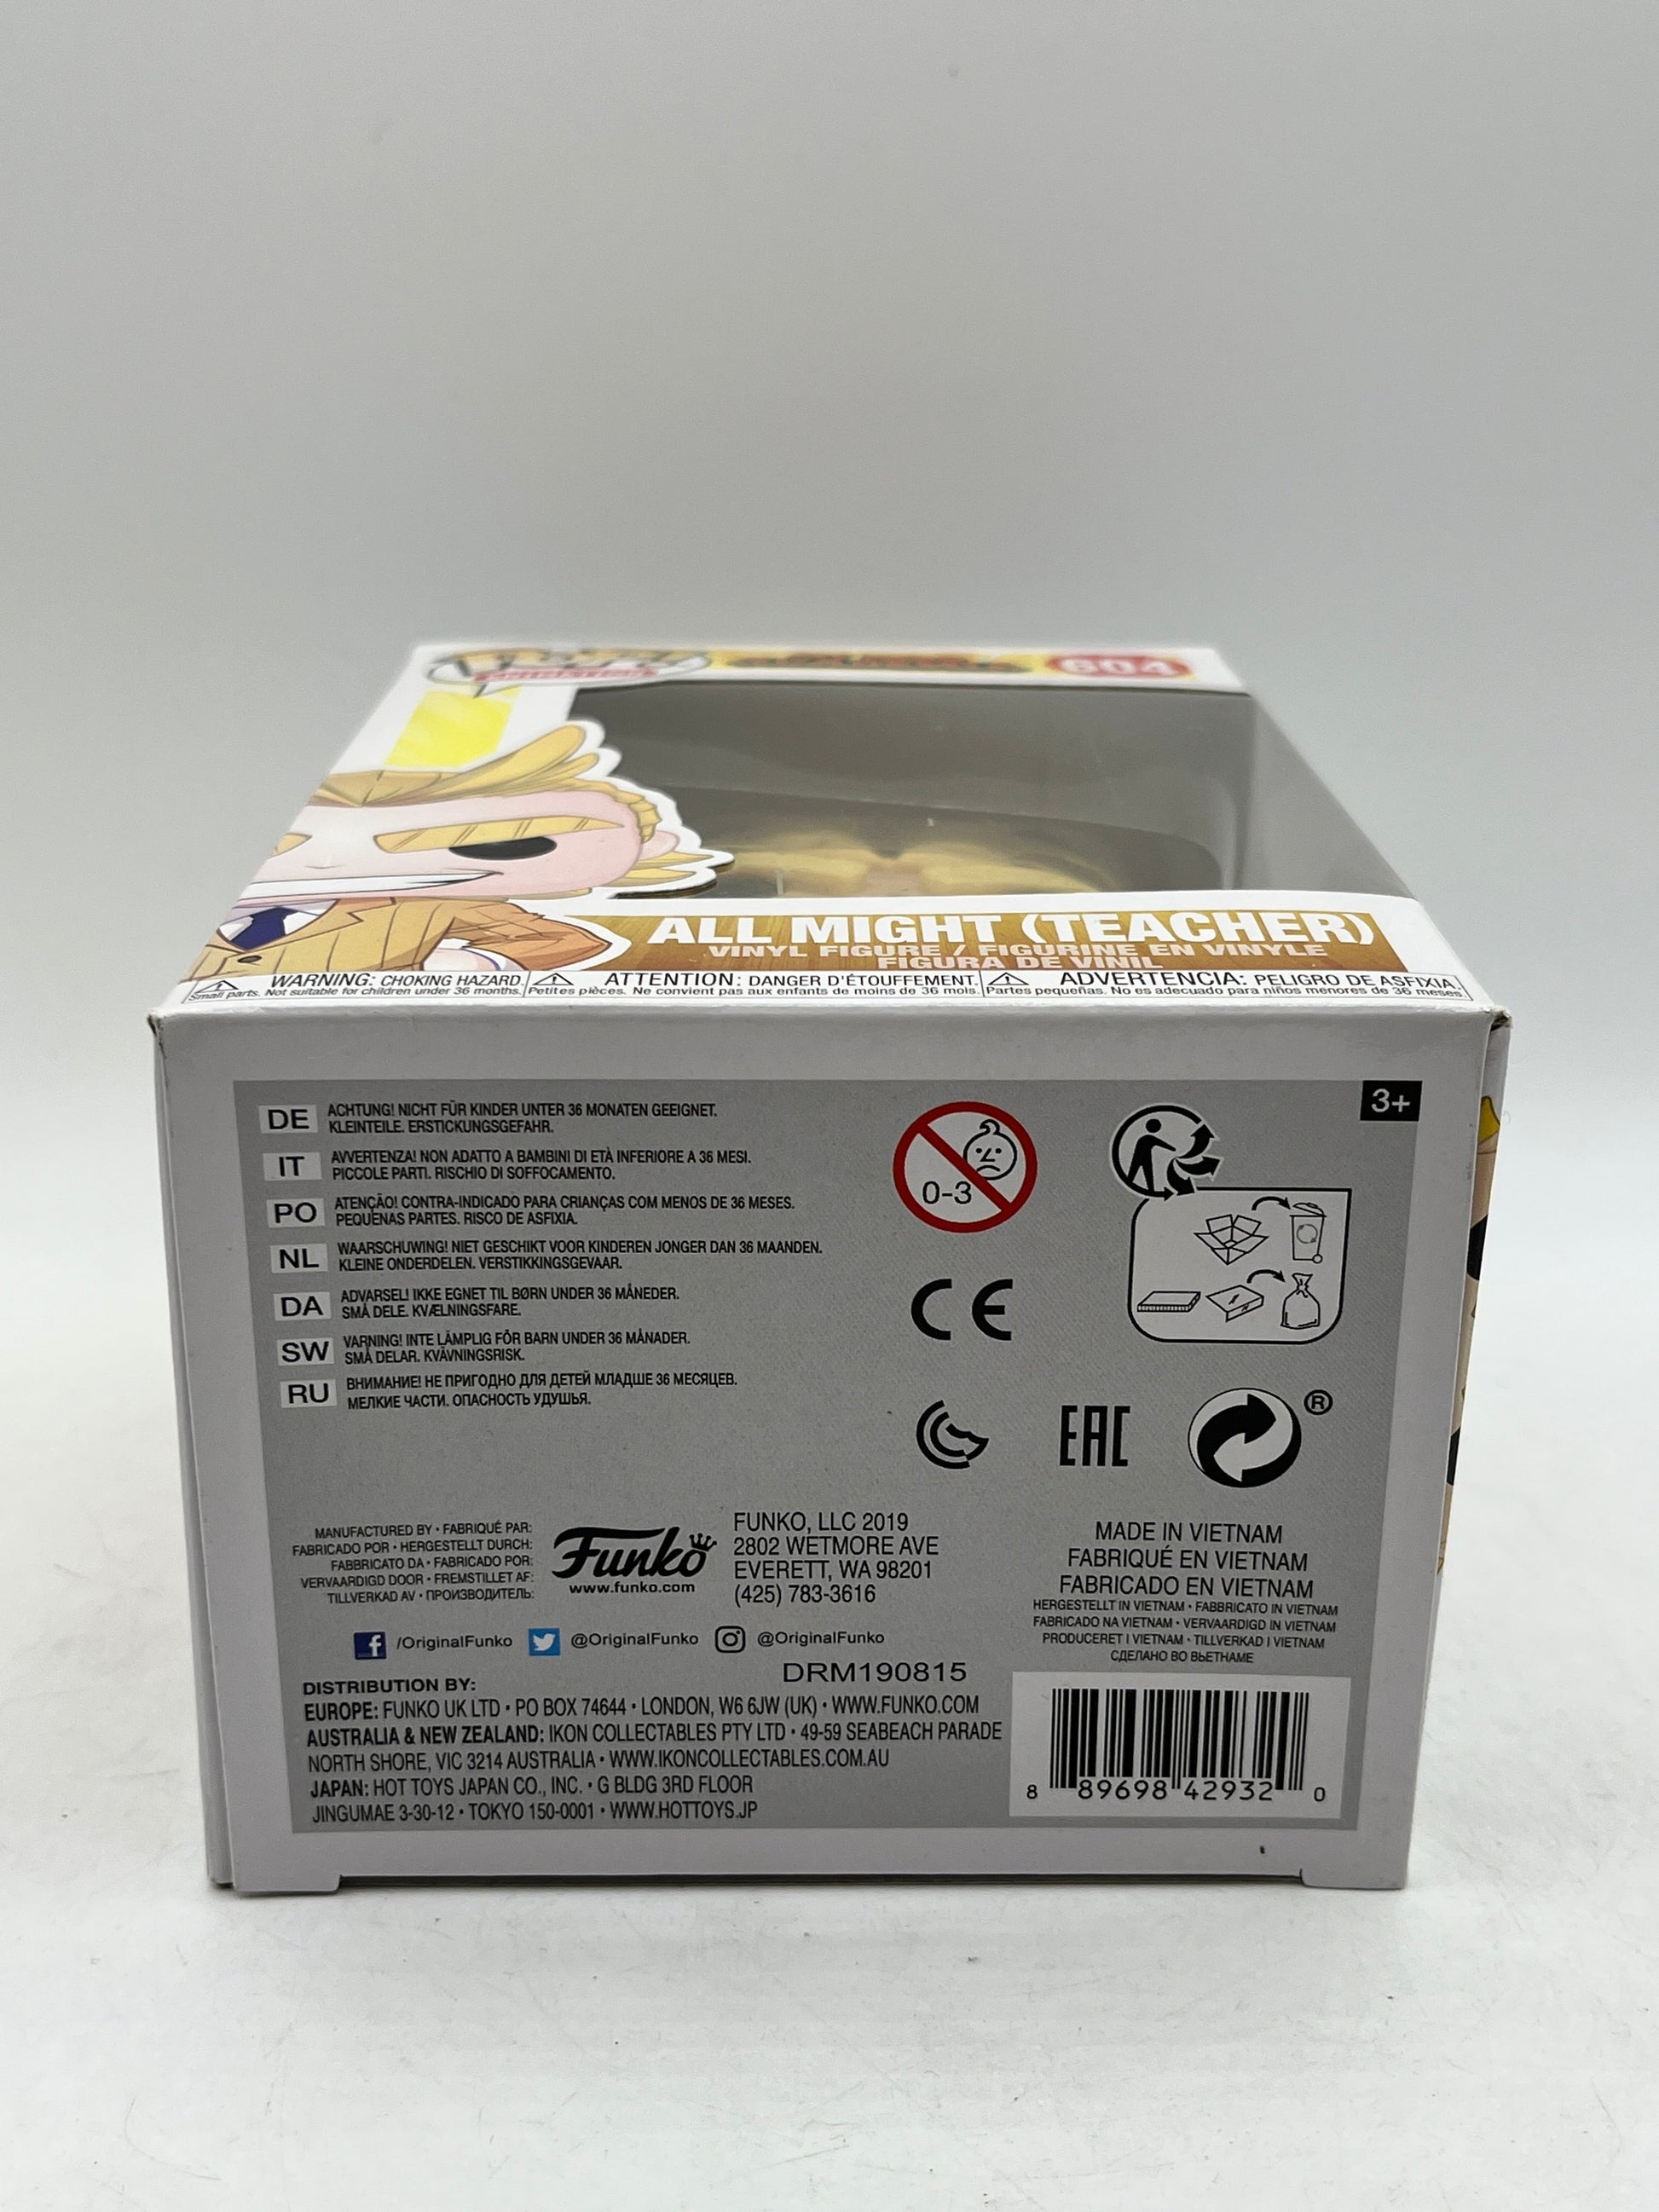 POP!
ANIMATION
604
ALL MIGHT (TEACHER)
VINYL FIGURE / FIGURINE EN VINYLE
FIGURA DE VINIL
WARNING: CHOKING HAZARD.
Small parts. Not suitable for children under 36 months.
ATTENTION: DANGER D'ÉTOUFFEMENT.
Petites pièces. Ne convient pas aux enfants de moins de 36 mois.
ADVERTENCIA: PELIGRO DE ASFIXIA.
Partes pequeñas. No es adecuado para niños menores de 36 meses.
3+
DE ACHTUNG! NICHT FÜR KINDER UNTER 36 MONATEN GEEIGNET.
KLEINTEILE. ERSTICKUNGSGEFAHR.
IT AVVERTENZA! NON ADATTO A BAMBINI DI ETÀ INFERIORE A 36 MESI.
PICCOLE PARTI. RISCHIO DI SOFFOCAMENTO.
PO ATENÇÃO! CONTRA-INDICADO PARA CRIANÇAS COM MENOS DE 36 MESES.
PEQUENAS PARTES. RISCO DE ASFIXIA.
NL WAARSCHUWING! NIET GESCHIKT VOOR KINDEREN JONGER DAN 36 MAANDEN.
KLEINE ONDERDELEN. VERSTIKKINGSGEVAAR.
DA ADVARSEL! IKKE EGNET TIL BØRN UNDER 36 MÅNEDER.
SMÅ DELE. KVÆLNINGSFARE.
SW VARNING! INTE LÄMPLIG FÖR BARN UNDER 36 MÅNADER.
SMÅ DELAR. KVÄVNINGSRISK.
RU ВНИМАНИЕ! НЕ ПРИГОДНО ДЛЯ ДЕТЕЙ МЛАДШЕ 36 МЕСЯЦЕВ.
МЕЛКИЕ ЧАСТИ. ОПАСНОСТЬ УДУШЬЯ.
0-3
CE
EAC
®
MANUFACTURED BY • FABRIQUÉ PAR:
FABRICADO POR • HERGESTELLT DURCH:
FABBRICATO DA • FABRICADO POR:
VERVAARDIGD DOOR • FREMSTILLET AF:
TILLVERKAD AV • ПРОИЗВОДИТЕЛЬ:
Funko
www.funko.com
FUNKO, LLC 2019
2802 WETMORE AVE
EVERETT, WA 98201
(425) 783-3616
MADE IN VIETNAM
FABRIQUÉ EN VIETNAM
FABRICADO EN VIETNAM
HERGESTELLT IN VIETNAM • FABBRICATO IN VIETNAM
FABRICADO NA VIETNAM • VERVAARDIGD IN VIETNAM
PRODUCERET I VIETNAM • TILLVERKAD I VIETNAM
СДЕЛАНО ВО ВЬЕТНАМЕ
/OriginalFunko @OriginalFunko @OriginalFunko
DRM190815
DISTRIBUTION BY:
EUROPE: FUNKO UK LTD • PO BOX 74644 • LONDON, W6 6JW (UK) • WWW.FUNKO.COM
AUSTRALIA & NEW ZEALAND: IKON COLLECTABLES PTY LTD • 49-59 SEABEACH PARADE
NORTH SHORE, VIC 3214 AUSTRALIA • WWW.IKONCOLLECTABLES.COM.AU
JAPAN: HOT TOYS JAPAN CO., INC. • G BLDG 3RD FLOOR
JINGUMAE 3-30-12 • TOKYO 150-0001 • WWW.HOTTOYS.JP
8 89698 42932 0